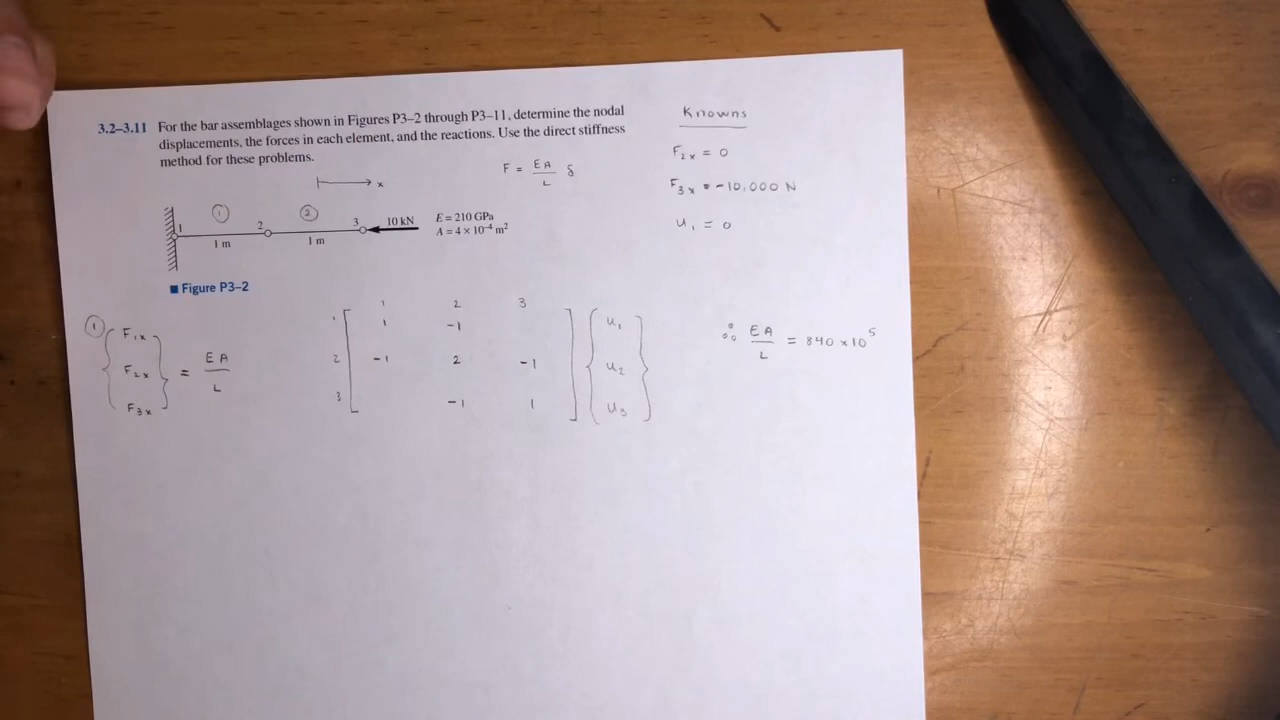 3.2–3.11 For the bar assemblages shown in Figures P3–2 through P3–11, determine the nodal
displacements, the forces in each element, and the reactions. Use the direct stiffness
method for these problems.
F = EA/L δ
x
① ②
1 2 3 10 kN
1 m 1 m
E = 210 GPa
A = 4 × 10⁻⁴ m²
■ Figure P3–2
Knowns
F2x = 0
F3x = -10,000 N
u1 = 0
1 2 3
① F1x 1 1 -1 u1
F2x = EA/L 2 -1 2 -1 u2
F3x 3 -1 1 u3
∴ EA/L = 840 × 10⁵